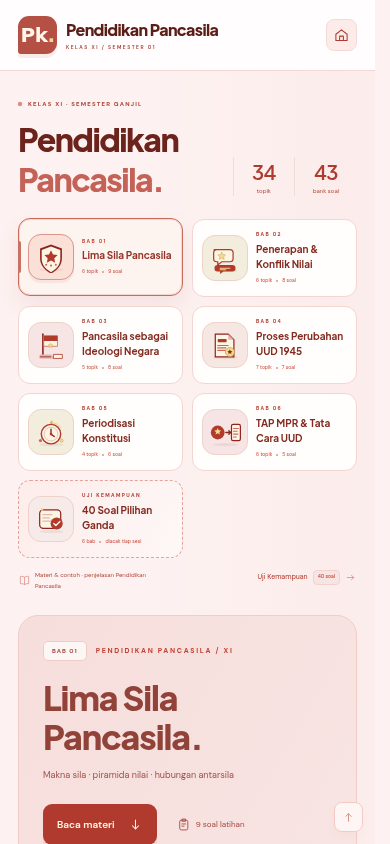 Pk.
Pendidikan Pancasila
KELAS XI / SEMESTER 01
KELAS XI · SEMESTER GANJIL
Pendidikan
Pancasila.
34
topik
43
bank soal
BAB 01
Lima Sila Pancasila
6 topik • 9 soal
BAB 02
Penerapan &
Konflik Nilai
6 topik • 8 soal
BAB 03
Pancasila sebagai
Ideologi Negara
5 topik • 8 soal
BAB 04
Proses Perubahan
UUD 1945
7 topik • 7 soal
BAB 05
Periodisasi
Konstitusi
4 topik • 6 soal
BAB 06
TAP MPR & Tata
Cara UUD
6 topik • 5 soal
UJI KEMAMPUAN
40 Soal Pilihan
Ganda
6 bab • diacak tiap sesi
Materi & contoh · penjelasan Pendidikan
Pancasila
Uji Kemampuan
40 soal
BAB 01
PENDIDIKAN PANCASILA / XI
Lima Sila
Pancasila.
Makna sila · piramida nilai · hubungan antarsila
Baca materi
9 soal latihan